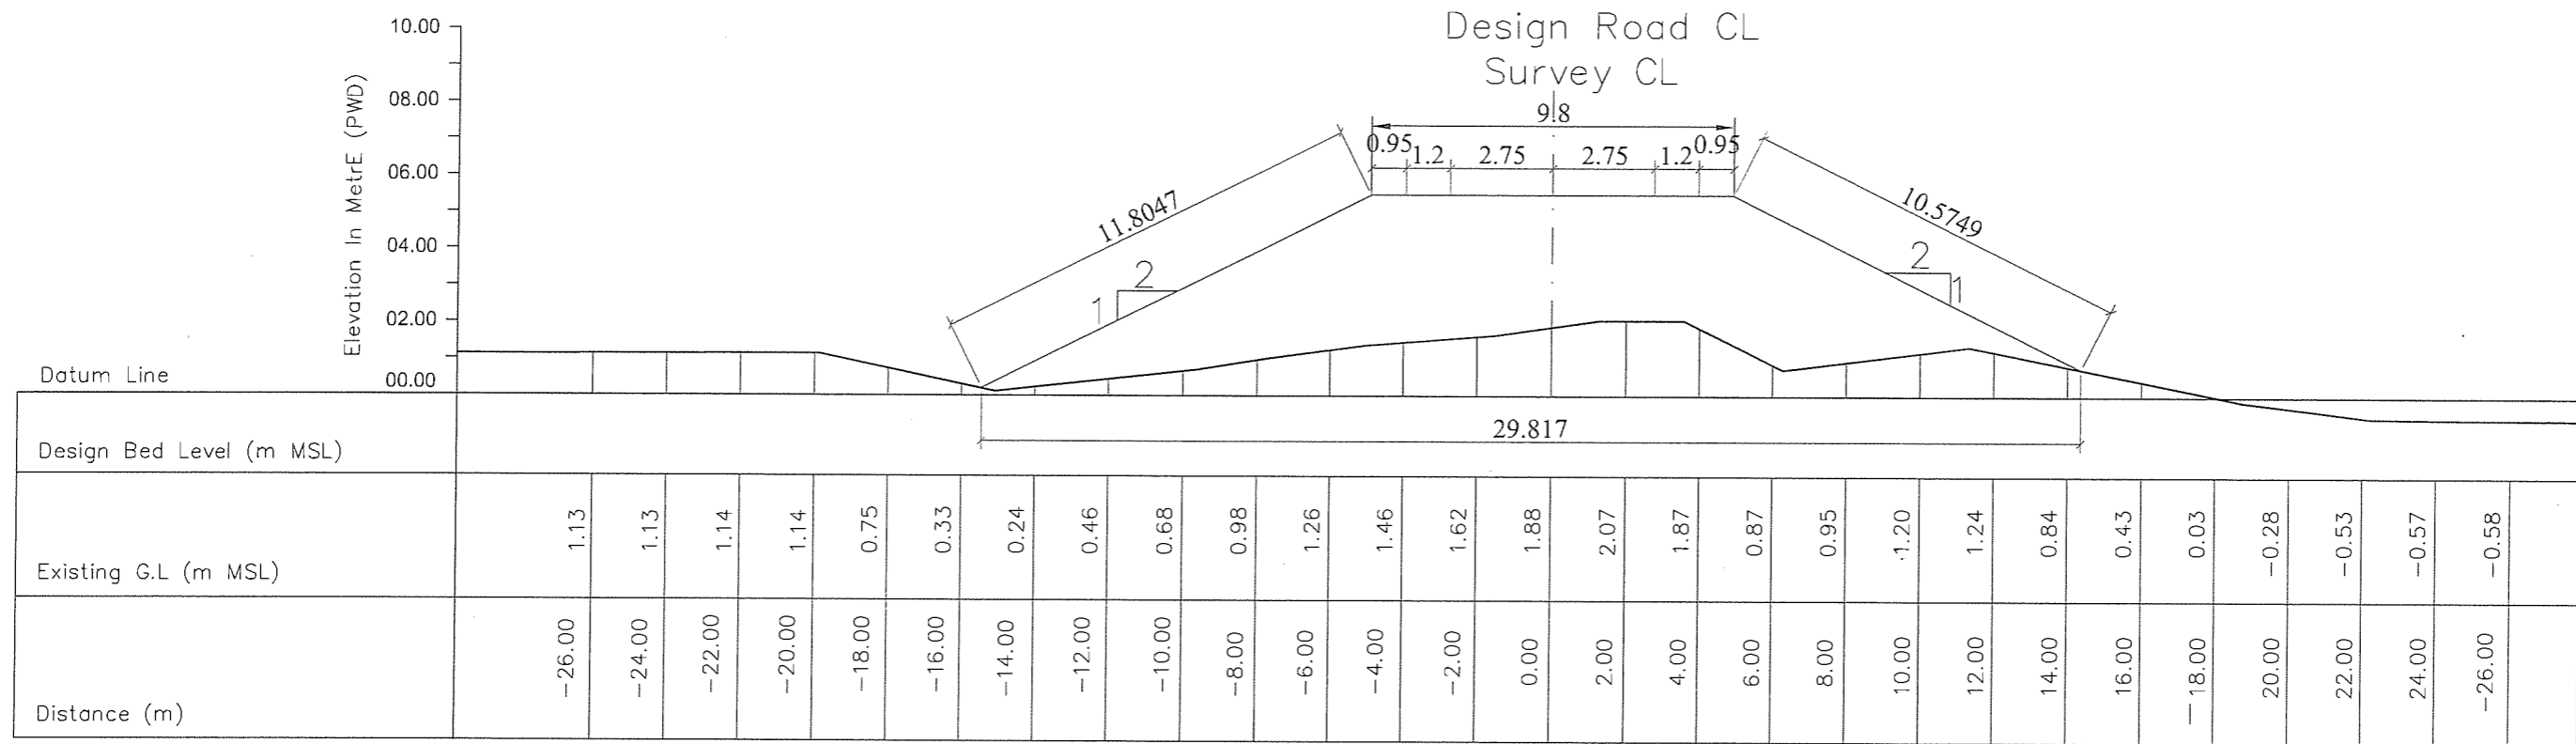 Design Road CL
Survey CL
10.00
08.00
06.00
04.00
02.00
00.00
Elevation In MetrE (PWD)
9.8
0.95 1.2 2.75 2.75 1.2 0.95
11.8047
10.5749
2
1
2
1
29.817
Datum Line
Design Bed Level (m MSL)
Existing G.L (m MSL) 1.13 1.13 1.14 1.14 0.75 0.33 0.24 0.46 0.68 0.98 1.26 1.46 1.62 1.88 2.07 1.87 0.87 0.95 1.20 1.24 0.84 0.43 0.03 -0.28 -0.53 -0.57 -0.58
Distance (m) -26.00 -24.00 -22.00 -20.00 -18.00 -16.00 -14.00 -12.00 -10.00 -8.00 -6.00 -4.00 -2.00 0.00 2.00 4.00 6.00 8.00 10.00 12.00 14.00 16.00 -18.00 20.00 22.00 24.00 -26.00